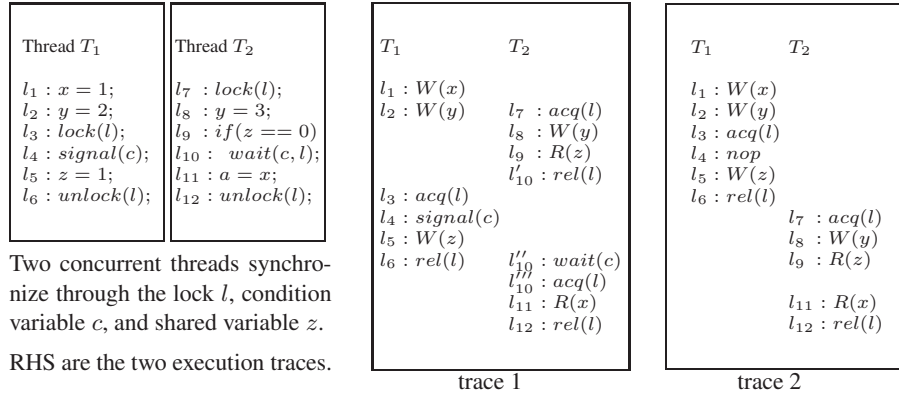 Thread T₁
l₁ : x = 1;
l₂ : y = 2;
l₃ : lock(l);
l₄ : signal(c);
l₅ : z = 1;
l₆ : unlock(l);
Thread T₂
l₇ : lock(l);
l₈ : y = 3;
l₉ : if(z == 0)
l₁₀ : wait(c, l);
l₁₁ : a = x;
l₁₂ : unlock(l);
Two concurrent threads synchro-
nize through the lock l, condition
variable c, and shared variable z.
RHS are the two execution traces.
T₁ T₂
l₁ : W(x)
l₂ : W(y) l₇ : acq(l)
l₈ : W(y)
l₉ : R(z)
l′₁₀ : rel(l)
l₃ : acq(l)
l₄ : signal(c)
l₅ : W(z)
l₆ : rel(l) l″₁₀ : wait(c)
l‴₁₀ : acq(l)
l₁₁ : R(x)
l₁₂ : rel(l)
trace 1
T₁ T₂
l₁ : W(x)
l₂ : W(y)
l₃ : acq(l)
l₄ : nop
l₅ : W(z)
l₆ : rel(l)
l₇ : acq(l)
l₈ : W(y)
l₉ : R(z)
l₁₁ : R(x)
l₁₂ : rel(l)
trace 2